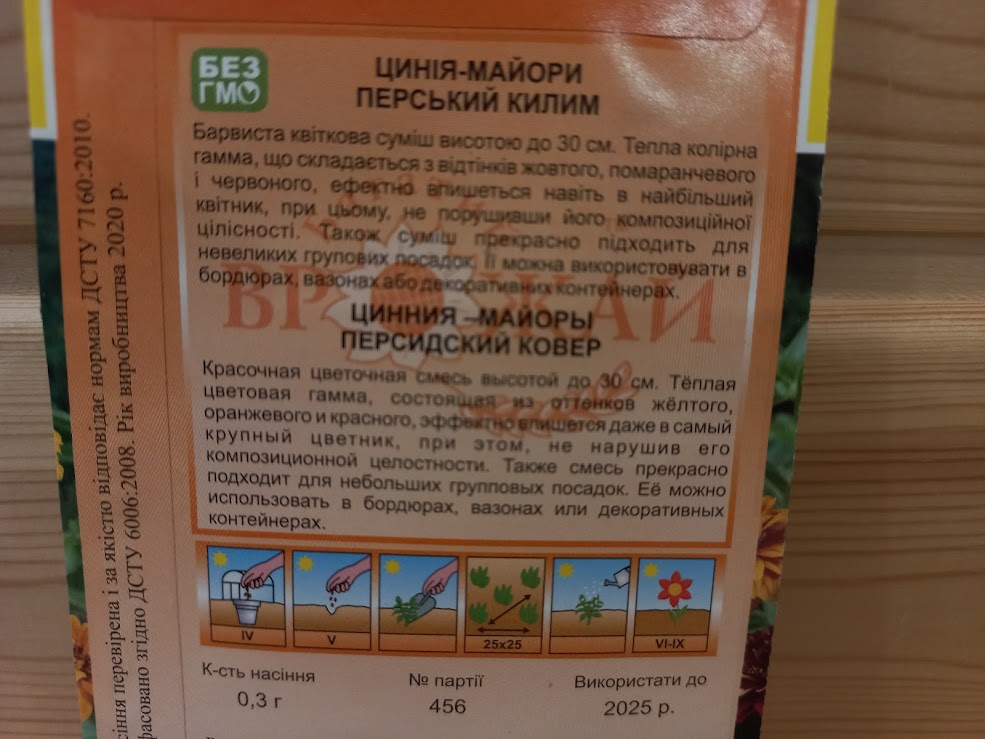 БЕЗ
ГМО
ЦИНІЯ-МАЙОРИ
ПЕРСЬКИЙ КИЛИМ
Барвиста квіткова суміш висотою до 30 см. Тепла колірна
гамма, що складається з відтінків жовтого, помаранчевого
і червоного, ефектно впишеться навіть в найбільший
квітник, при цьому, не порушивши його композиційної
цілісності. Також суміш прекрасно підходить для
невеликих групових посадок. Її можна використовувати в
бордюрах, вазонах або декоративних контейнерах.
ЦИННИЯ –МАЙОРЫ
ПЕРСИДСКИЙ КОВЕР
Красочная цветочная смесь высотой до 30 см. Тёплая
цветовая гамма, состоящая из оттенков жёлтого,
оранжевого и красного, эффектно впишется даже в самый
крупный цветник, при этом, не нарушив его
композиционной целостности. Также смесь прекрасно
подходит для небольших групповых посадок. Её можно
использовать в бордюрах, вазонах или декоративных
контейнерах.
IV
V
25x25
VI-IX
К-сть насіння
0,3 г
№ партії
456
Використати до
2025 р.
перевірена і за якістю відповідає нормам ДСТУ 7160:2010.
згідно ДСТУ 6006:2008. Рік виробництва 2020 р.